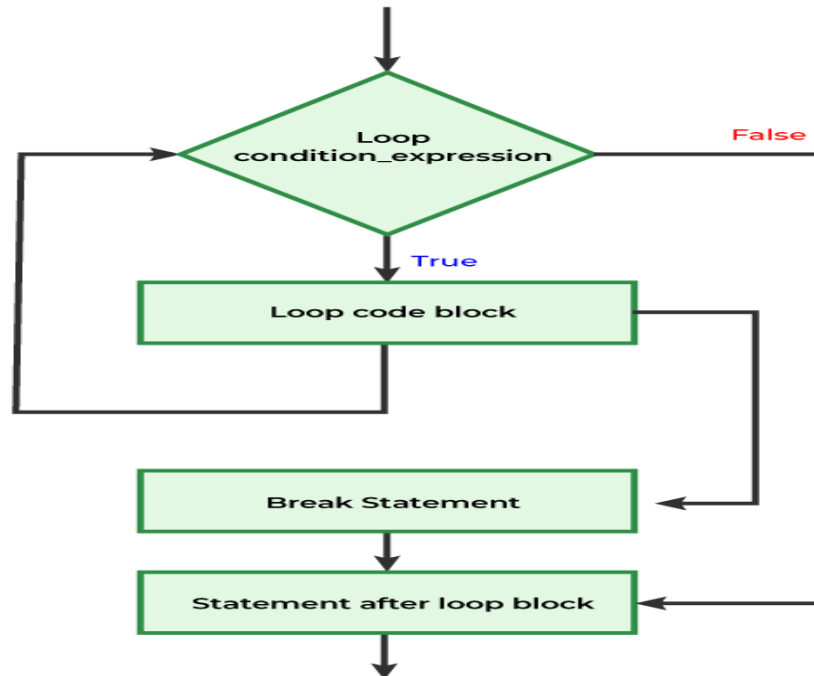 Loop
condition_expression
False
True
Loop code block
Break Statement
Statement after loop block